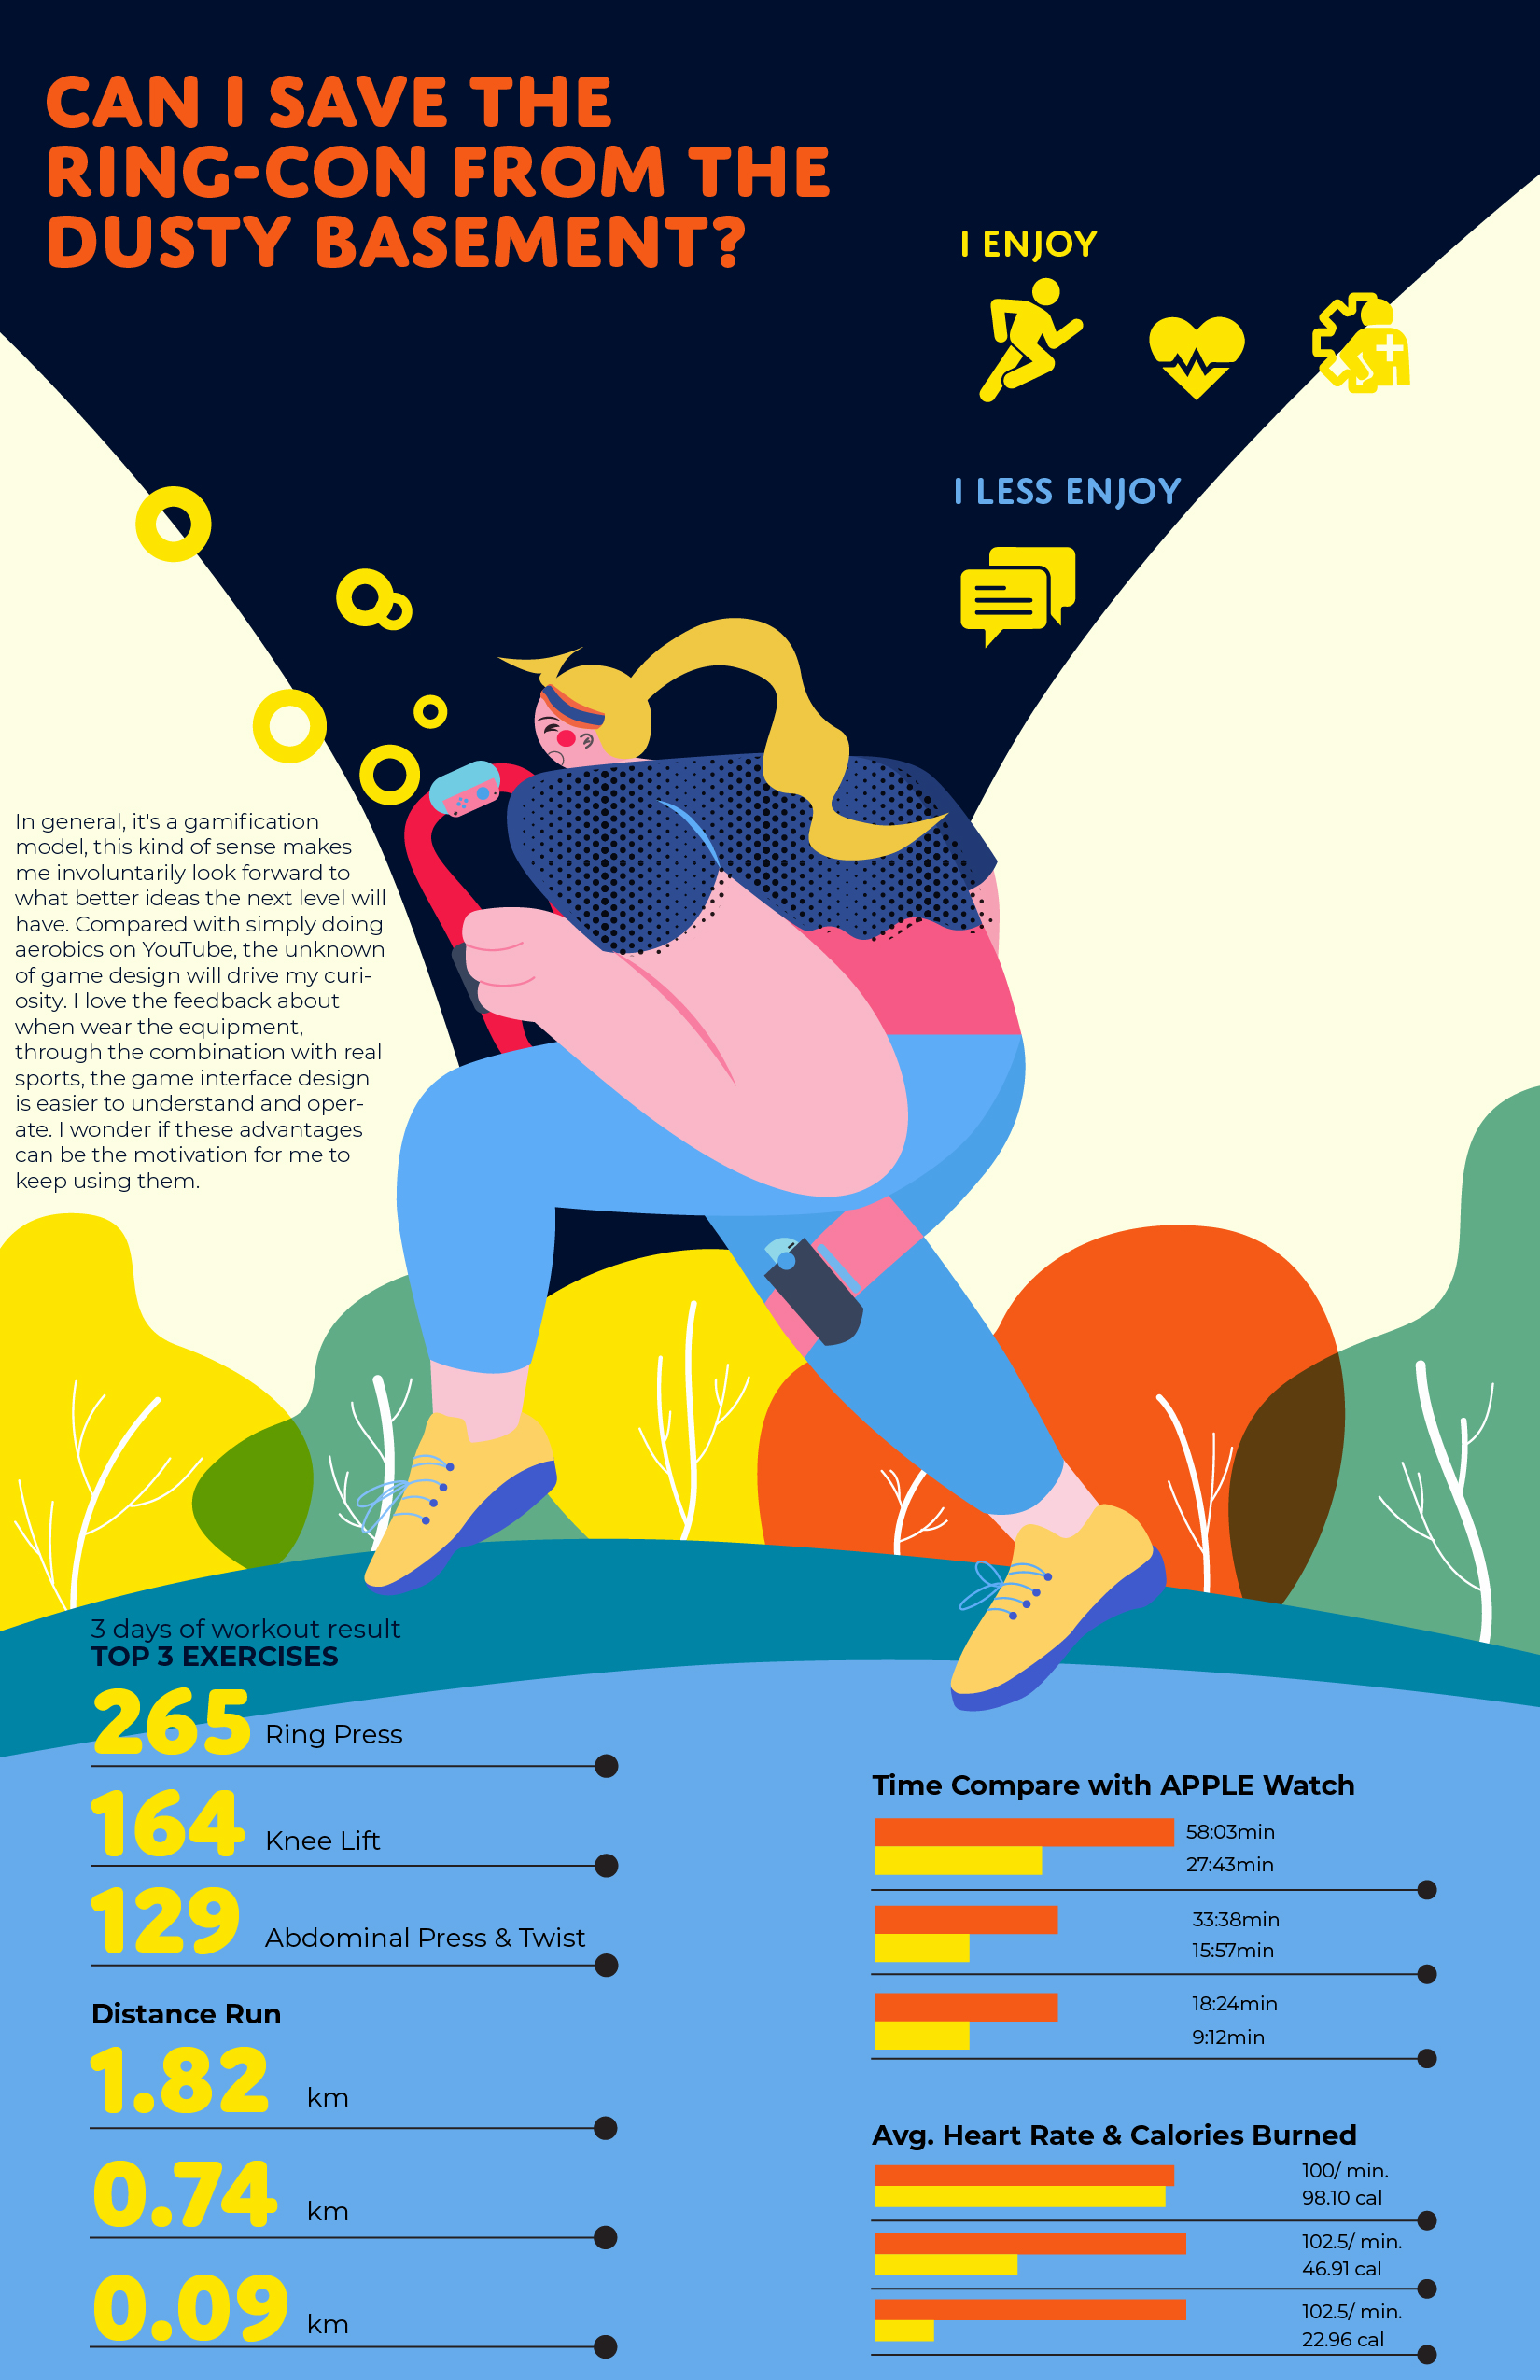 CAN I SAVE THE
RING-CON FROM THE
DUSTY BASEMENT?
I ENJOY
I LESS ENJOY
In general, it's a gamification
model, this kind of sense makes
me involuntarily look forward to
what better ideas the next level will
have. Compared with simply doing
aerobics on YouTube, the unknown
of game design will drive my curi-
osity. I love the feedback about
when wear the equipment,
through the combination with real
sports, the game interface design
is easier to understand and oper-
ate. I wonder if these advantages
can be the motivation for me to
keep using them.
3 days of workout result
TOP 3 EXERCISES
265 Ring Press
164 Knee Lift
129 Abdominal Press & Twist
Distance Run
1.82 km
0.74 km
0.09 km
Time Compare with APPLE Watch
58:03min
27:43min
33:38min
15:57min
18:24min
9:12min
Avg. Heart Rate & Calories Burned
100/ min.
98.10 cal
102.5/ min.
46.91 cal
102.5/ min.
22.96 cal